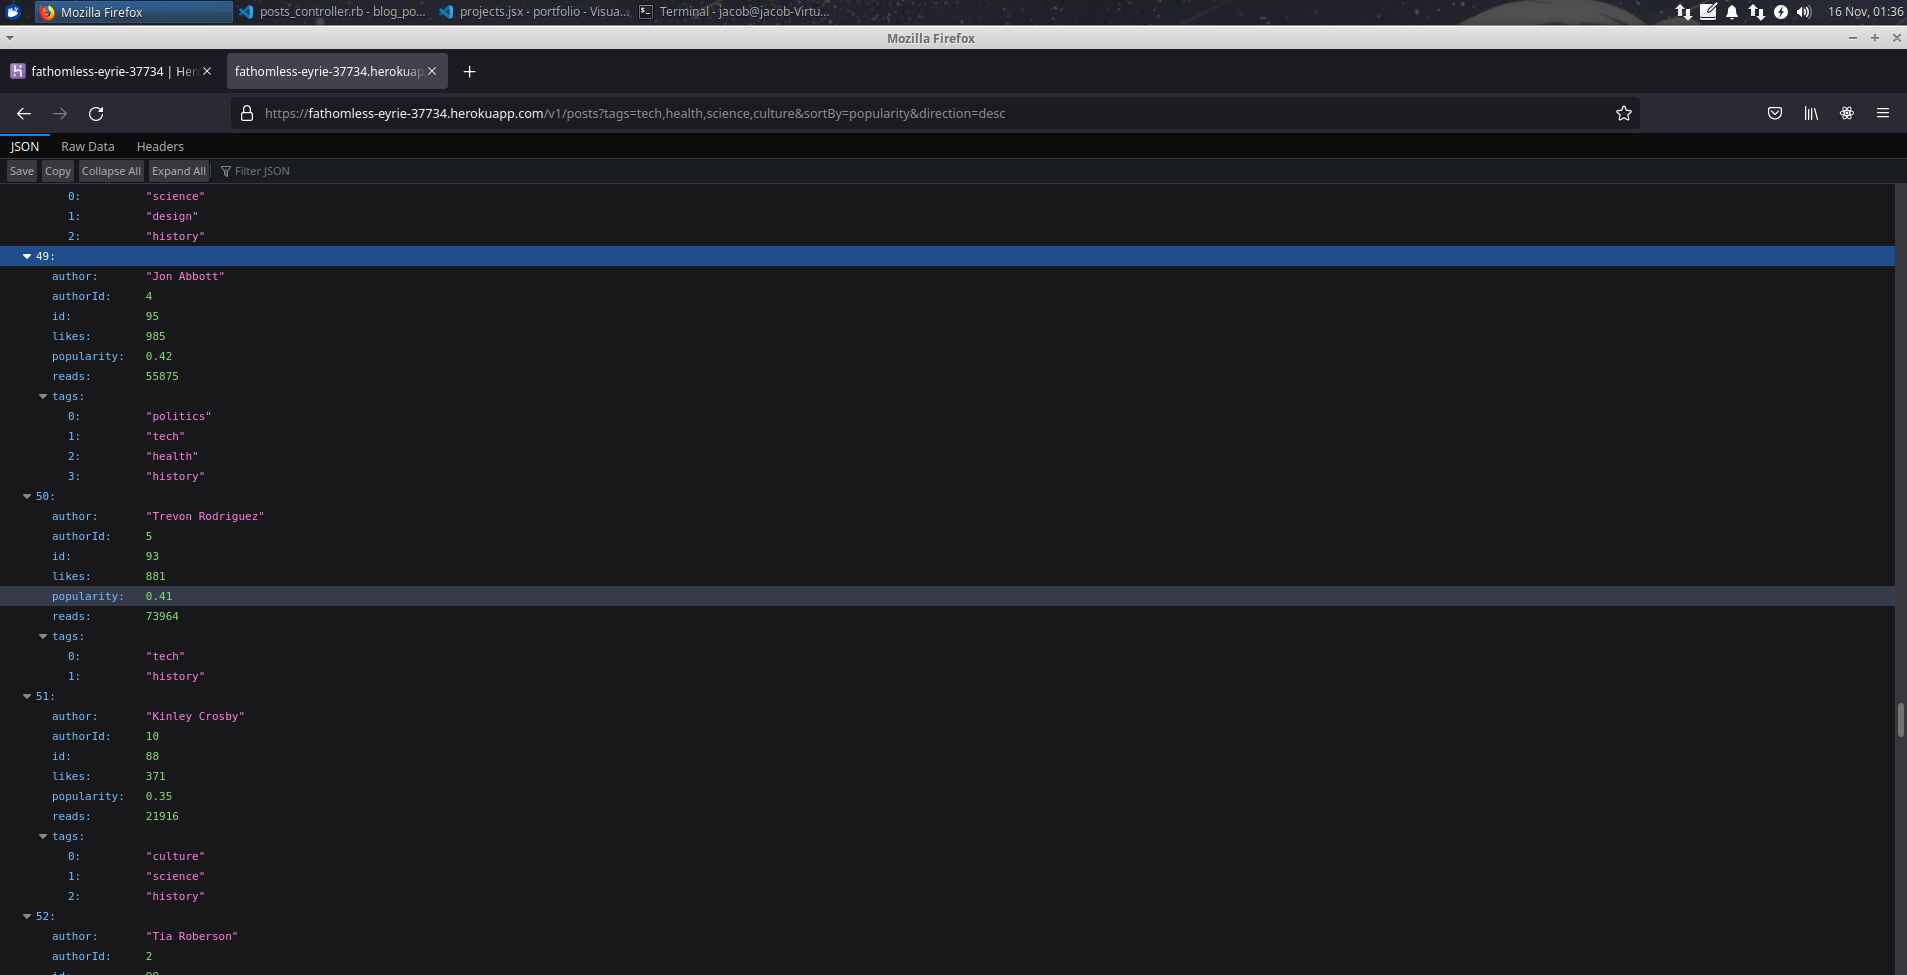 Mozilla Firefox
posts_controller.rb - blog_po...
projects.jsx - portfolio - Visua...
Terminal - jacob@jacob-Virtu...
16 Nov, 01:36
Mozilla Firefox
fathomless-eyrie-37734 | Her
fathomless-eyrie-37734.herokuap
https://fathomless-eyrie-37734.herokuapp.com/v1/posts?tags=tech,health,science,culture&sortBy=popularity&direction=desc
JSON Raw Data Headers
Save Copy Collapse All Expand All Filter JSON
0: "science"
1: "design"
2: "history"
49:
author: "Jon Abbott"
authorId: 4
id: 95
likes: 985
popularity: 0.42
reads: 55875
tags:
0: "politics"
1: "tech"
2: "health"
3: "history"
50:
author: "Trevon Rodriguez"
authorId: 5
id: 93
likes: 881
popularity: 0.41
reads: 73964
tags:
0: "tech"
1: "history"
51:
author: "Kinley Crosby"
authorId: 10
id: 88
likes: 371
popularity: 0.35
reads: 21916
tags:
0: "culture"
1: "science"
2: "history"
52:
author: "Tia Roberson"
authorId: 2
id: